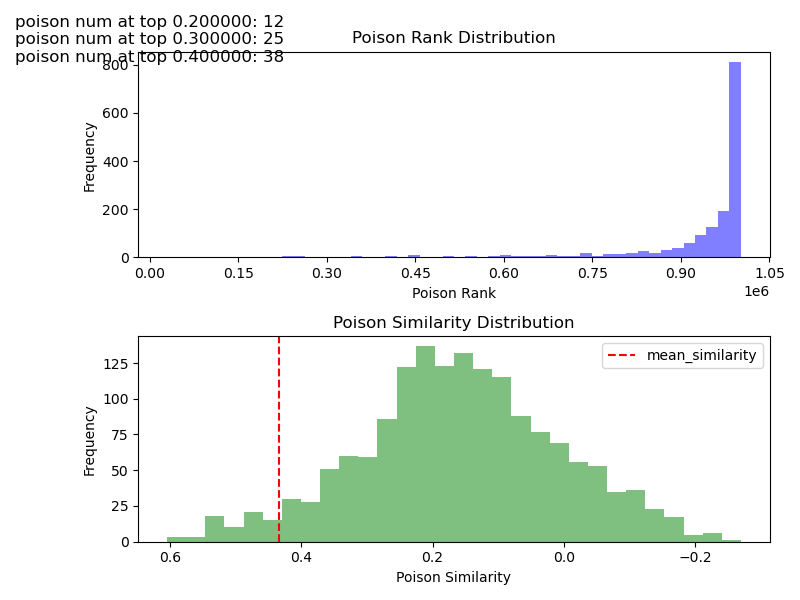 poison num at top 0.200000: 12
poison num at top 0.300000: 25
poison num at top 0.400000: 38
Poison Rank Distribution
800
600
400
200
0
Frequency
0.00 0.15 0.30 0.45 0.60 0.75 0.90 1.05
1e6
Poison Rank
Poison Similarity Distribution
mean_similarity
125
100
75
50
25
0
Frequency
0.6 0.4 0.2 0.0 −0.2
Poison Similarity